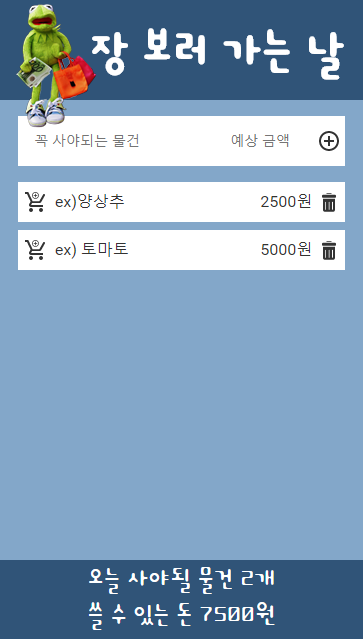 장 보러 가는 날
꼭 사야되는 물건 예상 금액
ex)양상추 2500원
ex) 토마토 5000원
오늘 사야될 물건 2개
쓸 수 있는 돈 7500원